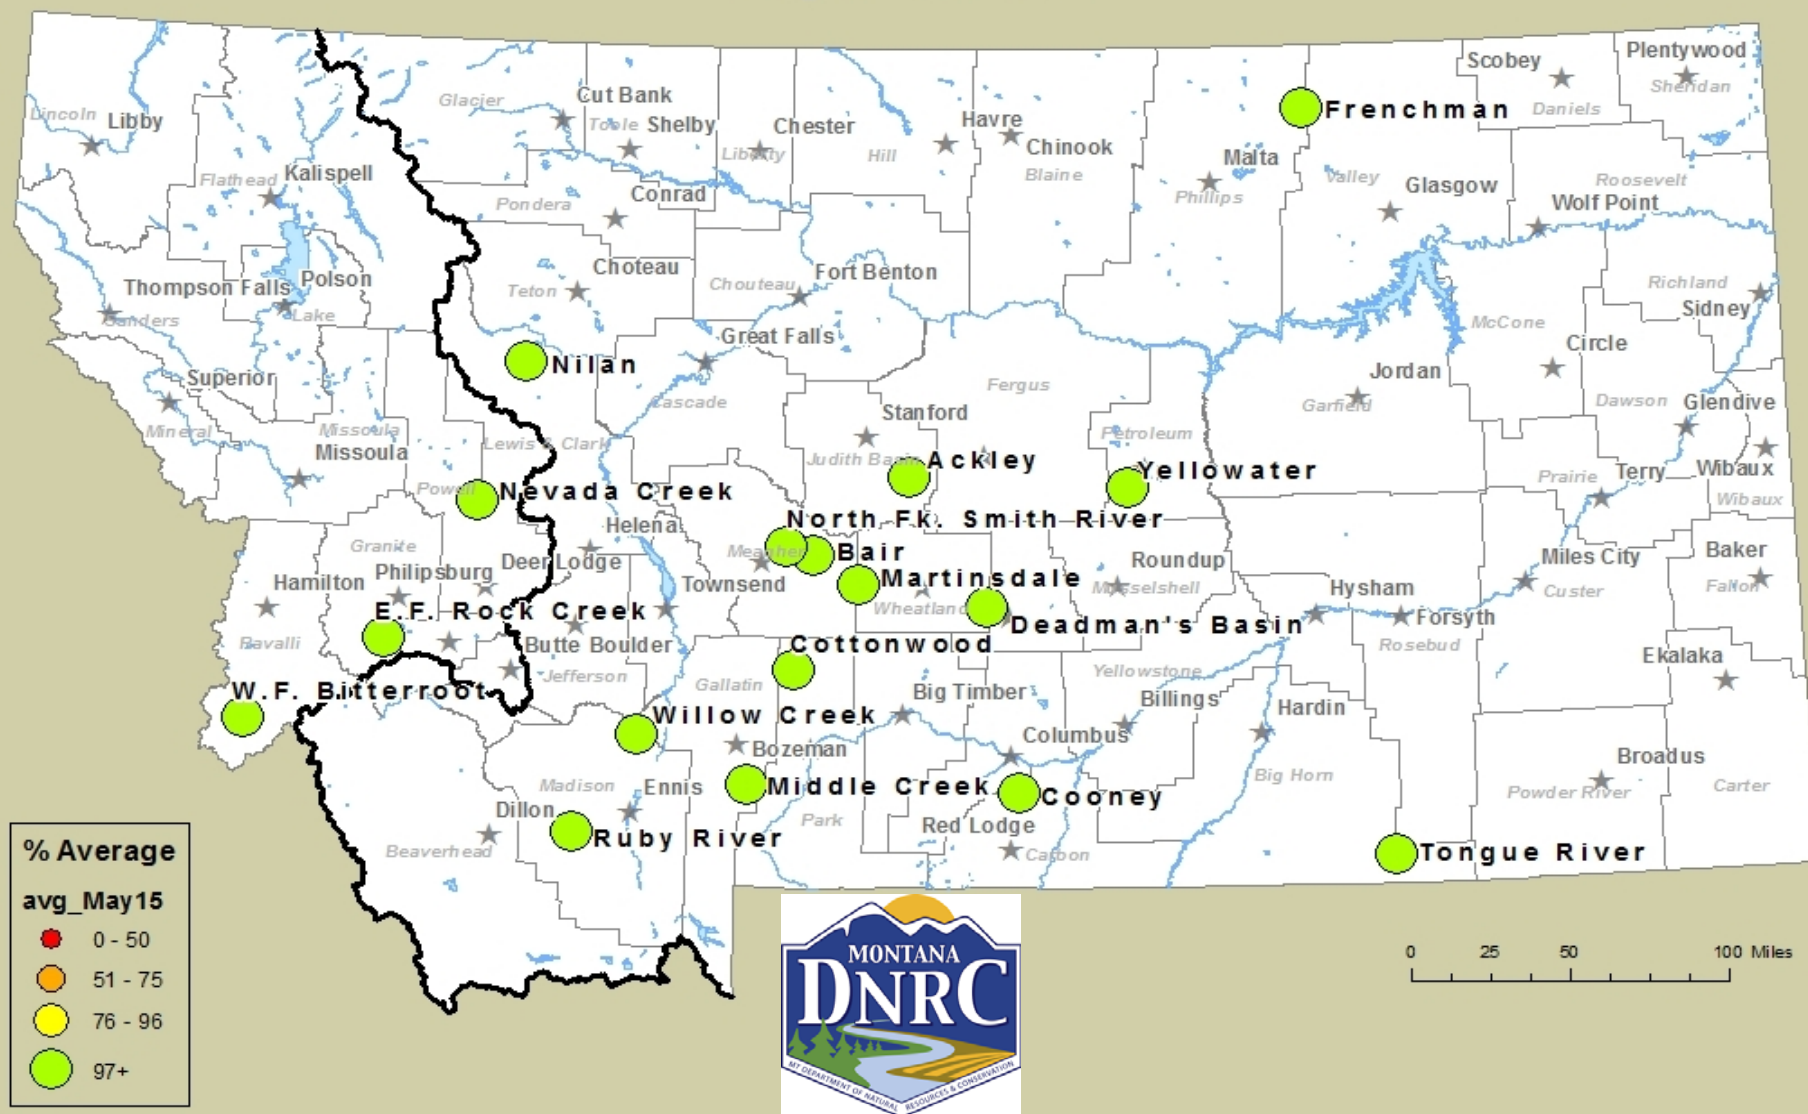 Plentywood
Scobey
Sheridan
Cut Bank
Glacier
Daniels
Frenchman
Lincoln
Libby
Toole
Shelby
Chester
Havre
Chinook
Liberty
Hill
Malta
Blaine
Kalispell
Flathead
Valley
Glasgow
Roosevelt
Phillips
Wolf Point
Conrad
Pondera
Choteau
Fort Benton
Polson
Thompson Falls
Teton
Chouteau
Richland
Sidney
Sanders
Lake
McCone
Great Falls
Circle
Nilan
Superior
Jordan
Fergus
Cascade
Garfield
Dawson
Glendive
Stanford
Mineral
Missoula
Missoula
Lewis & Clark
Petroleum
Judith Basin
Ackley
Yellowater
Prairie
Terry
Wibaux
Wibaux
Powell
Nevada Creek
North Fk. Smith River
Helena
Granite
Meagher
Bair
Deer Lodge
Roundup
Miles City
Baker
Hamilton
Philipsburg
Townsend
Martinsdale
Musselshell
Hysham
Custer
Fallon
E.F. Rock Creek
Wheatland
Deadman's Basin
Forsyth
Ravalli
Butte Boulder
Cottonwood
Rosebud
Ekalaka
Jefferson
Gallatin
Yellowstone
W.F. Bitterroot
Big Timber
Billings
Hardin
Willow Creek
Columbus
Bozeman
Broadus
Big Horn
Madison
Ennis
Middle Creek
Cooney
Powder River
Carter
Dillon
Park
Red Lodge
Ruby River
Beaverhead
Carbon
Tongue River
% Average
avg_May15
0 - 50
51 - 75
76 - 96
97+
0 25 50 100 Miles
MONTANA
DNRC
MT DEPARTMENT OF NATURAL RESOURCES & CONSERVATION